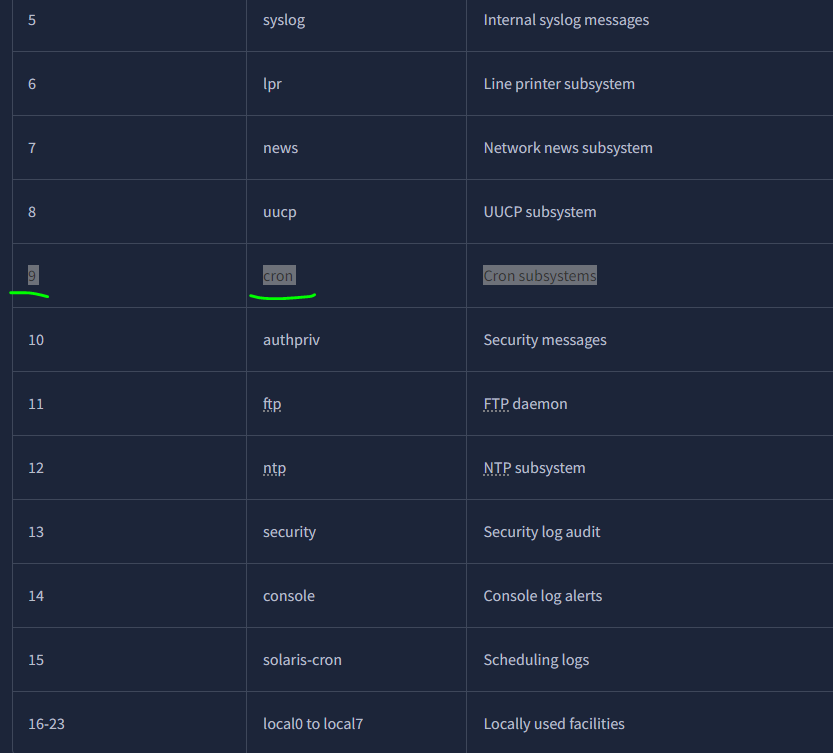 5 syslog Internal syslog messages
6 lpr Line printer subsystem
7 news Network news subsystem
8 uucp UUCP subsystem
9 cron Cron subsystems
10 authpriv Security messages
11 ftp FTP daemon
12 ntp NTP subsystem
13 security Security log audit
14 console Console log alerts
15 solaris-cron Scheduling logs
16-23 local0 to local7 Locally used facilities